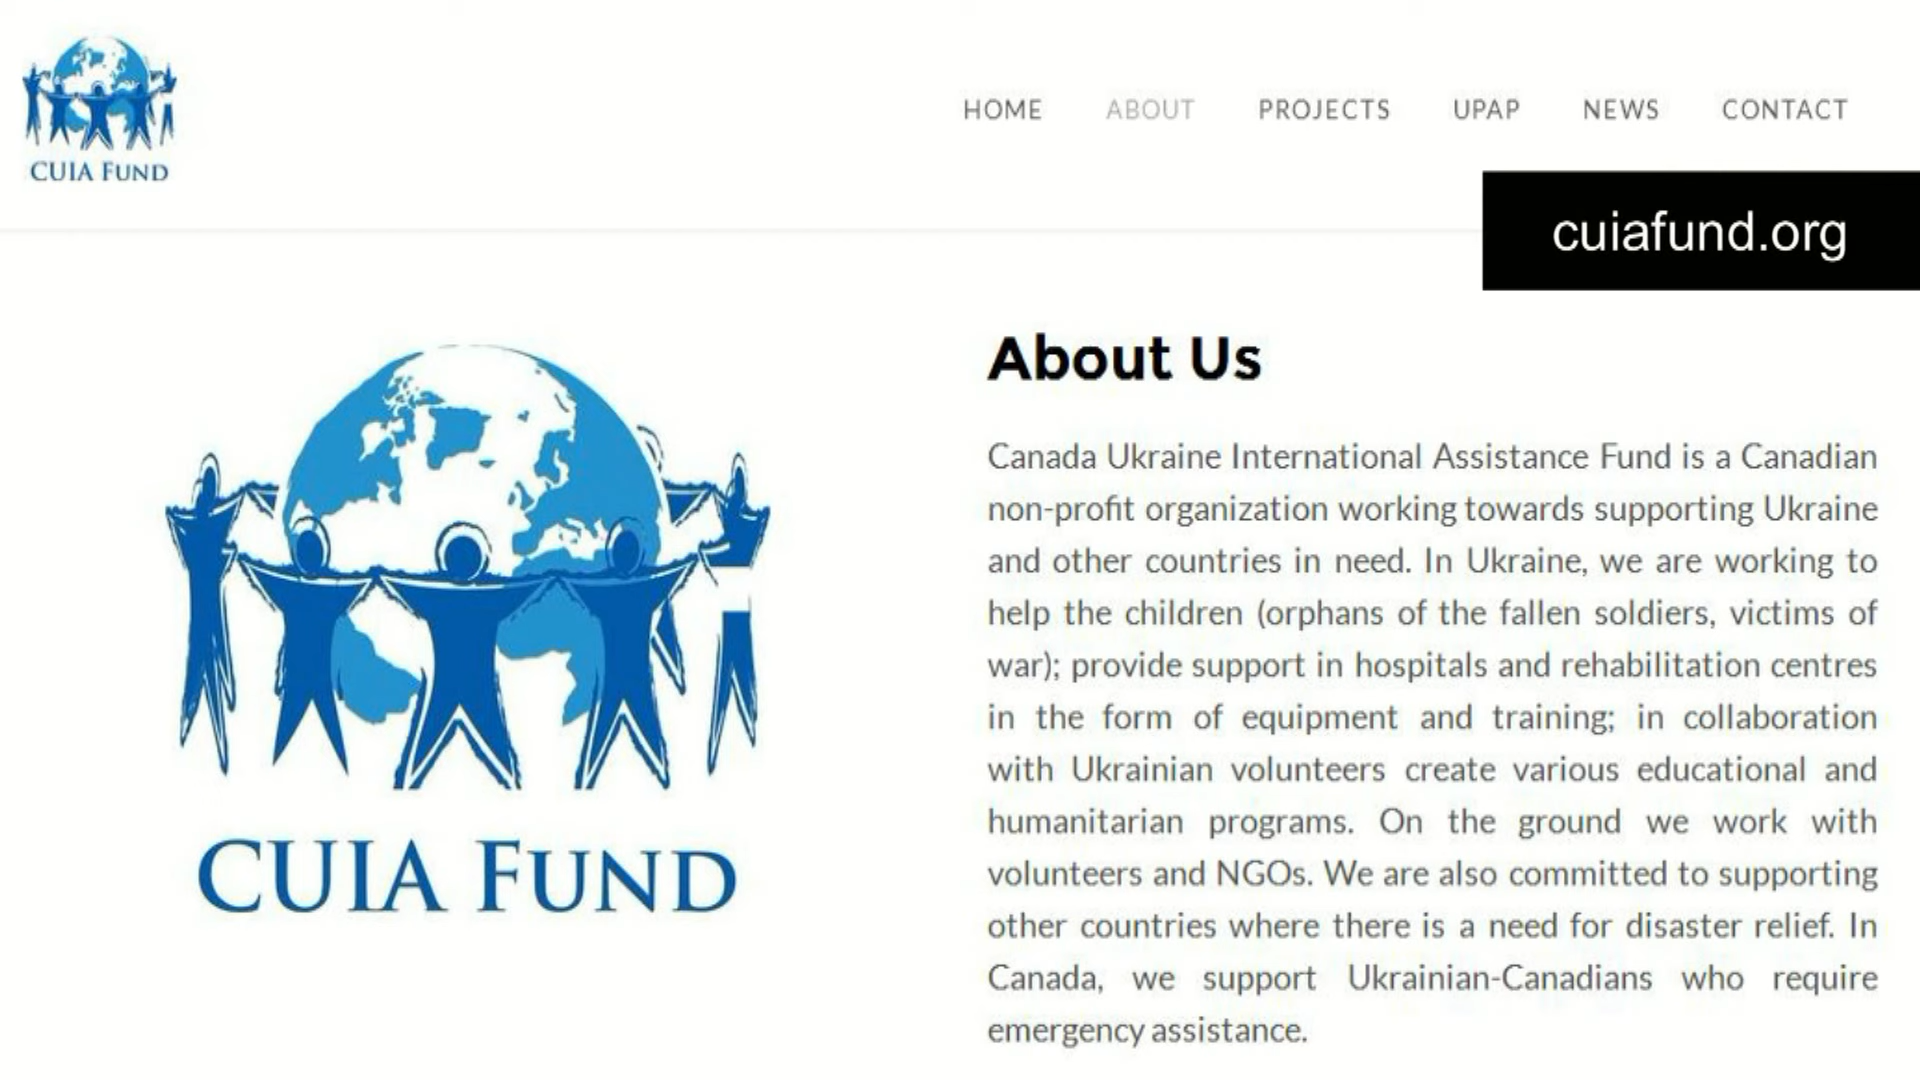 CUIA FUND
HOME ABOUT PROJECTS UPAP NEWS CONTACT
cuiafund.org
CUIA FUND
About Us
Canada Ukraine International Assistance Fund is a Canadian
non-profit organization working towards supporting Ukraine
and other countries in need. In Ukraine, we are working to
help the children (orphans of the fallen soldiers, victims of
war); provide support in hospitals and rehabilitation centres
in the form of equipment and training; in collaboration
with Ukrainian volunteers create various educational and
humanitarian programs. On the ground we work with
volunteers and NGOs. We are also committed to supporting
other countries where there is a need for disaster relief. In
Canada, we support Ukrainian-Canadians who require
emergency assistance.